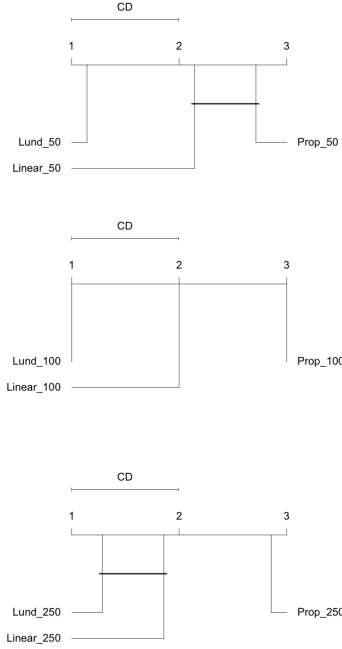 CD
1 2 3
Lund_50 Prop_50
Linear_50
CD
1 2 3
Lund_100 Prop_100
Linear_100
CD
1 2 3
Lund_250 Prop_250
Linear_250